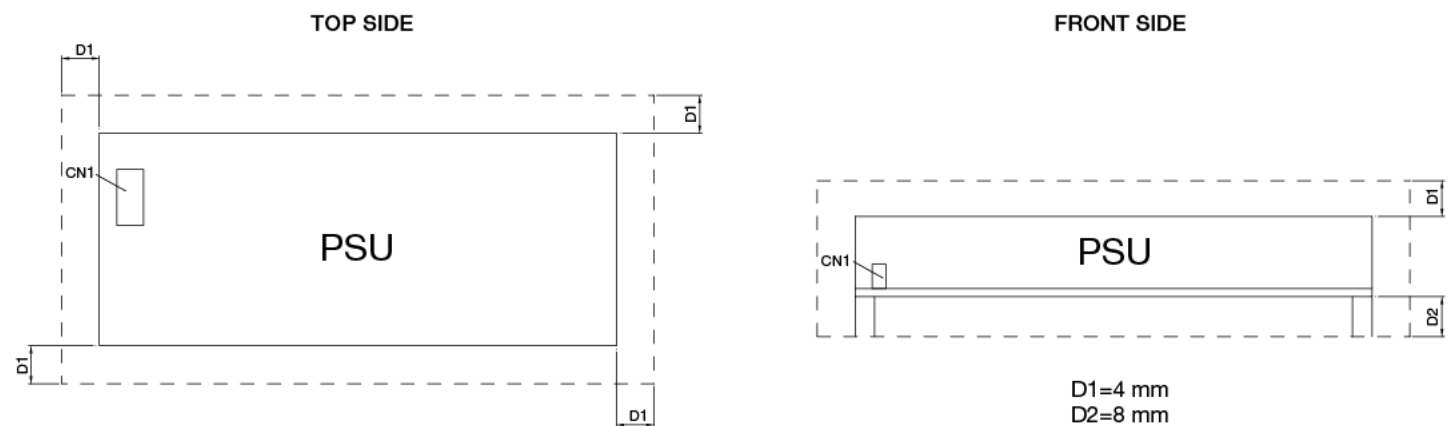 TOP SIDE
D1
D1
CN1
PSU
D1
D1
FRONT SIDE
D1
CN1
PSU
D2
D1=4 mm
D2=8 mm